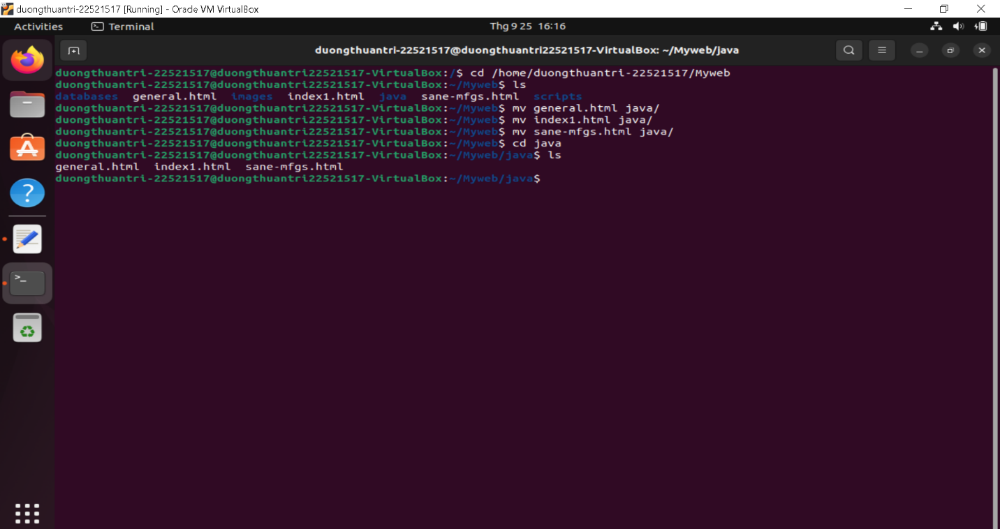 duongthuantri-22521517 [Running] - Oracle VM VirtualBox
Activities Terminal Thg 9 25 16:16
duongthuantri-22521517@duongthuantri22521517-VirtualBox: ~/Myweb/java
duongthuantri-22521517@duongthuantri22521517-VirtualBox:/$ cd /home/duongthuantri-22521517/Myweb
duongthuantri-22521517@duongthuantri22521517-VirtualBox:~/Myweb$ ls
databases general.html images index1.html java sane-mfgs.html scripts
duongthuantri-22521517@duongthuantri22521517-VirtualBox:~/Myweb$ mv general.html java/
duongthuantri-22521517@duongthuantri22521517-VirtualBox:~/Myweb$ mv index1.html java/
duongthuantri-22521517@duongthuantri22521517-VirtualBox:~/Myweb$ mv sane-mfgs.html java/
duongthuantri-22521517@duongthuantri22521517-VirtualBox:~/Myweb$ cd java
duongthuantri-22521517@duongthuantri22521517-VirtualBox:~/Myweb/java$ ls
general.html index1.html sane-mfgs.html
duongthuantri-22521517@duongthuantri22521517-VirtualBox:~/Myweb/java$